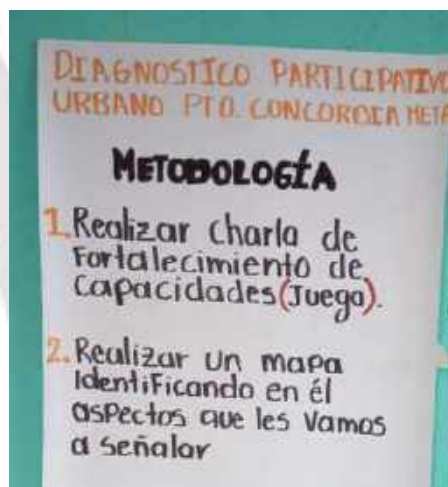 DIAGNOSTICO PARTICIPATIVO
URBANO PTO. CONCORDIA META
METODOLOGÍA
1. Realizar charla de
Fortalecimiento de
Capacidades (Juego).
2. Realizar un mapa
identificando en él
aspectos que les vamos
a señalar